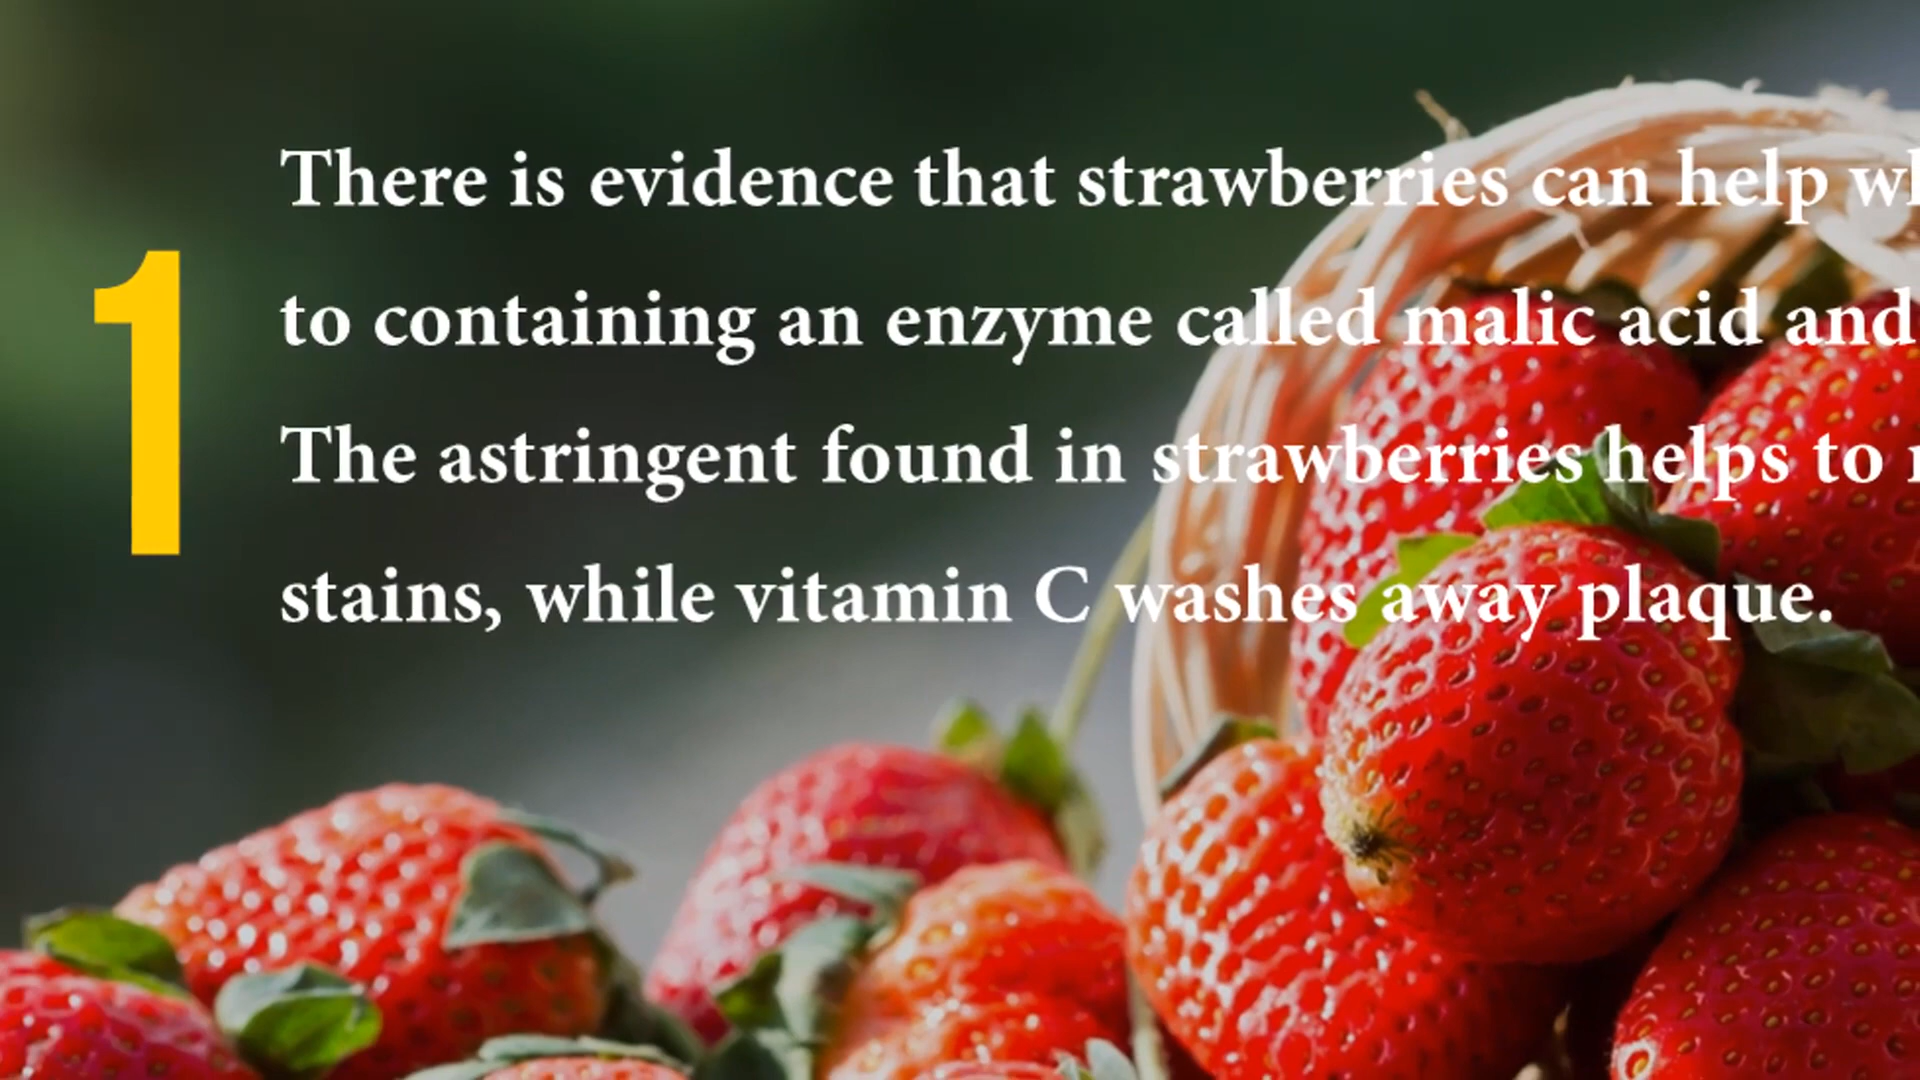 1
There is evidence that strawberries can help
to containing an enzyme called malic acid and
The astringent found in strawberries helps to
stains, while vitamin C washes away plaque.